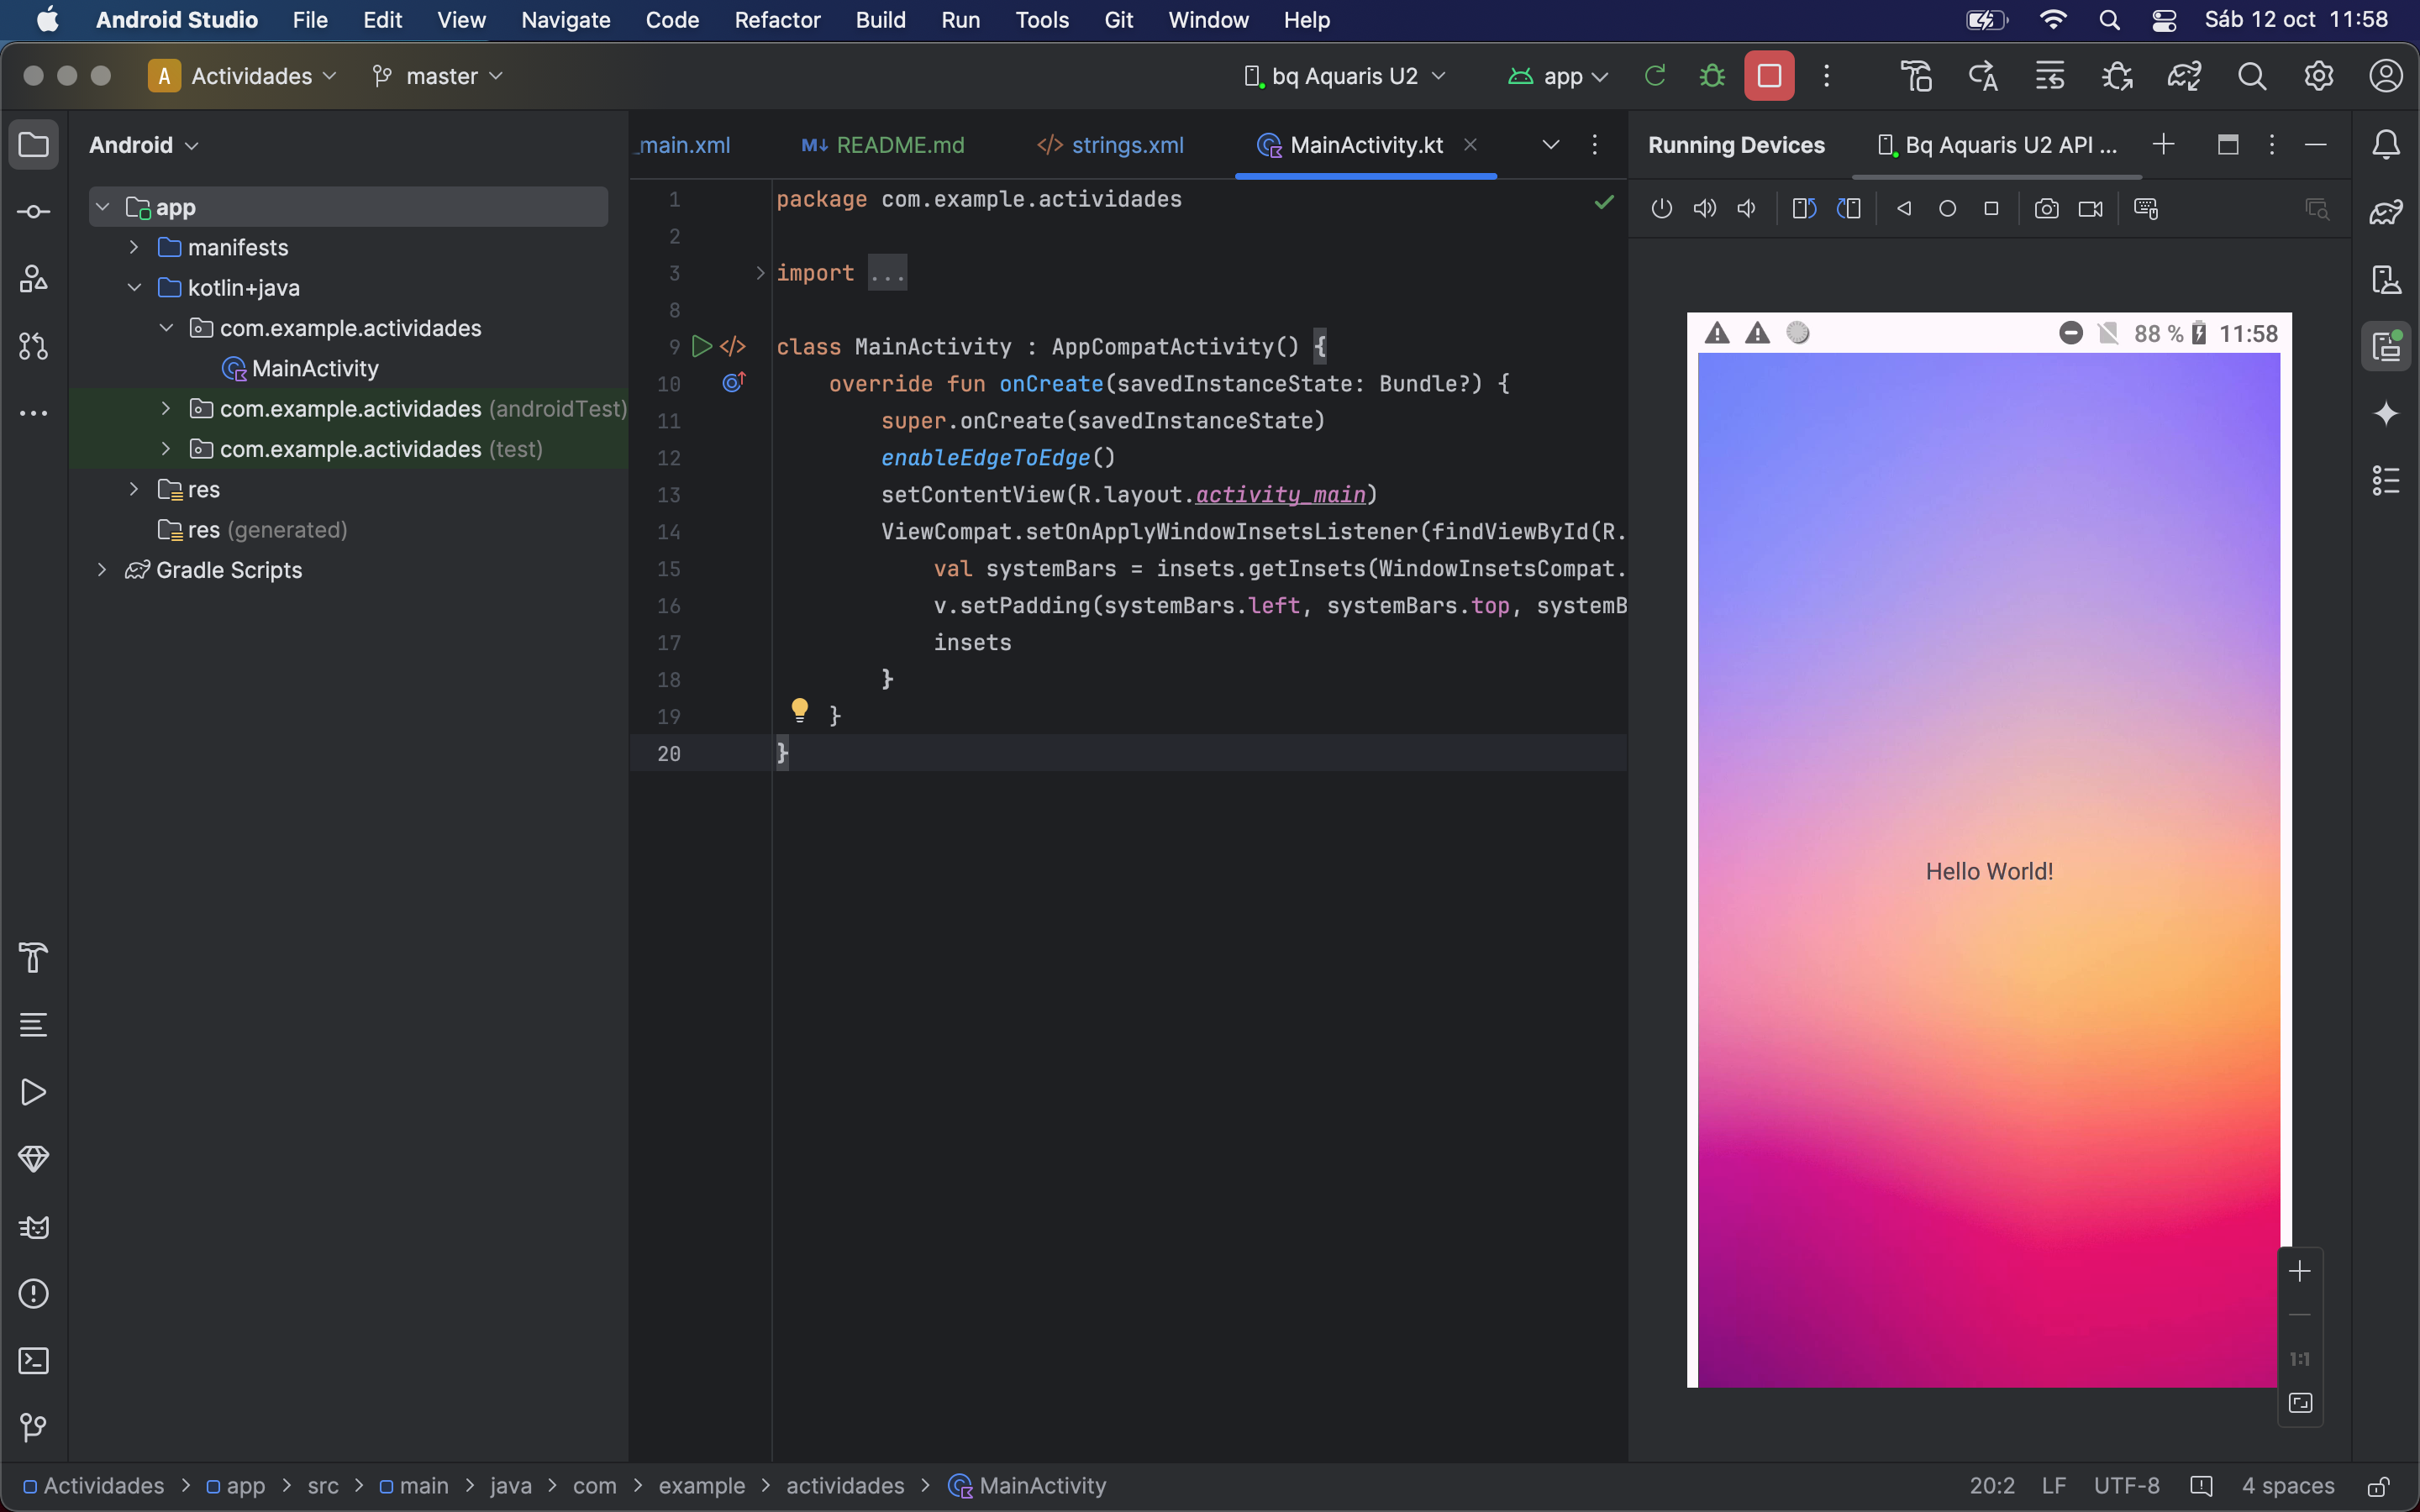 Android Studio File Edit View Navigate Code Refactor Build Run Tools Git Window Help Sáb 12 oct 11:58
A Actividades master bq Aquaris U2 app
Android
_main.xml README.md strings.xml MainActivity.kt
Running Devices Bq Aquaris U2 API ...
app
manifests
kotlin+java
com.example.actividades
MainActivity
com.example.actividades (androidTest)
com.example.actividades (test)
res
res (generated)
Gradle Scripts
1 package com.example.actividades
2
3 import ...
8
9 class MainActivity : AppCompatActivity() {
10 override fun onCreate(savedInstanceState: Bundle?) {
11 super.onCreate(savedInstanceState)
12 enableEdgeToEdge()
13 setContentView(R.layout.activity_main)
14 ViewCompat.setOnApplyWindowInsetsListener(findViewById(R.
15 val systemBars = insets.getInsets(WindowInsetsCompat.
16 v.setPadding(systemBars.left, systemBars.top, systemB
17 insets
18 }
19 }
20 }
88 % 11:58
Hello World!
1:1
Actividades > app > src > main > java > com > example > actividades > MainActivity
20:2 LF UTF-8 4 spaces